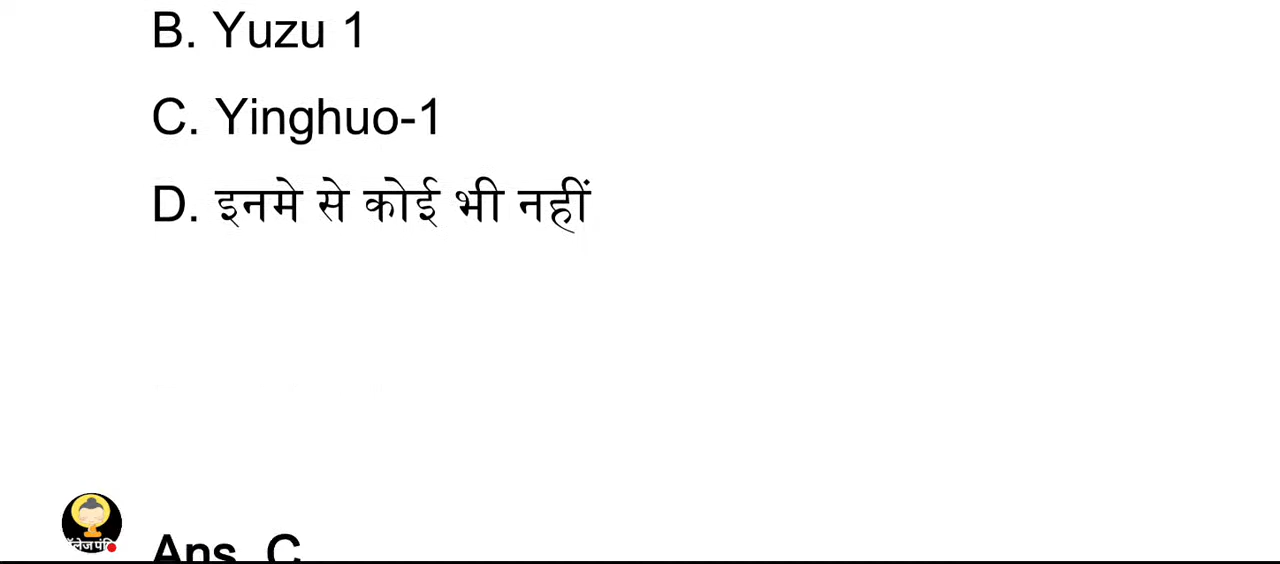 B. Yuzu 1
C. Yinghuo-1
D. इनमे से कोई भी नहीं
Ans. C